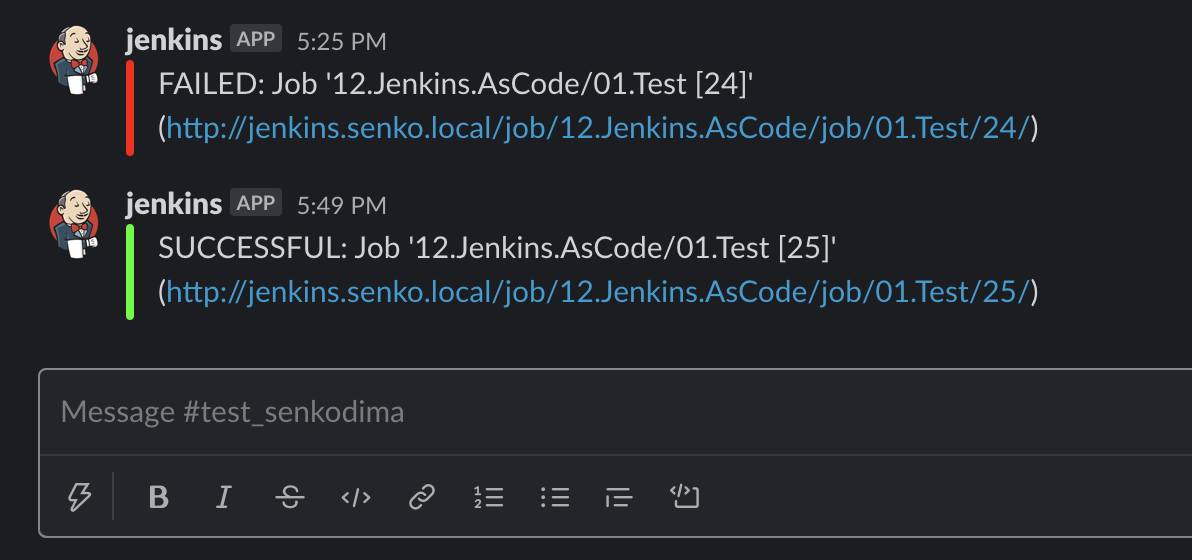 jenkins APP 5:25 PM
FAILED: Job '12.Jenkins.AsCode/01.Test [24]'
(http://jenkins.senko.local/job/12.Jenkins.AsCode/job/01.Test/24/)
jenkins APP 5:49 PM
SUCCESSFUL: Job '12.Jenkins.AsCode/01.Test [25]'
(http://jenkins.senko.local/job/12.Jenkins.AsCode/job/01.Test/25/)
Message #test_senkodima